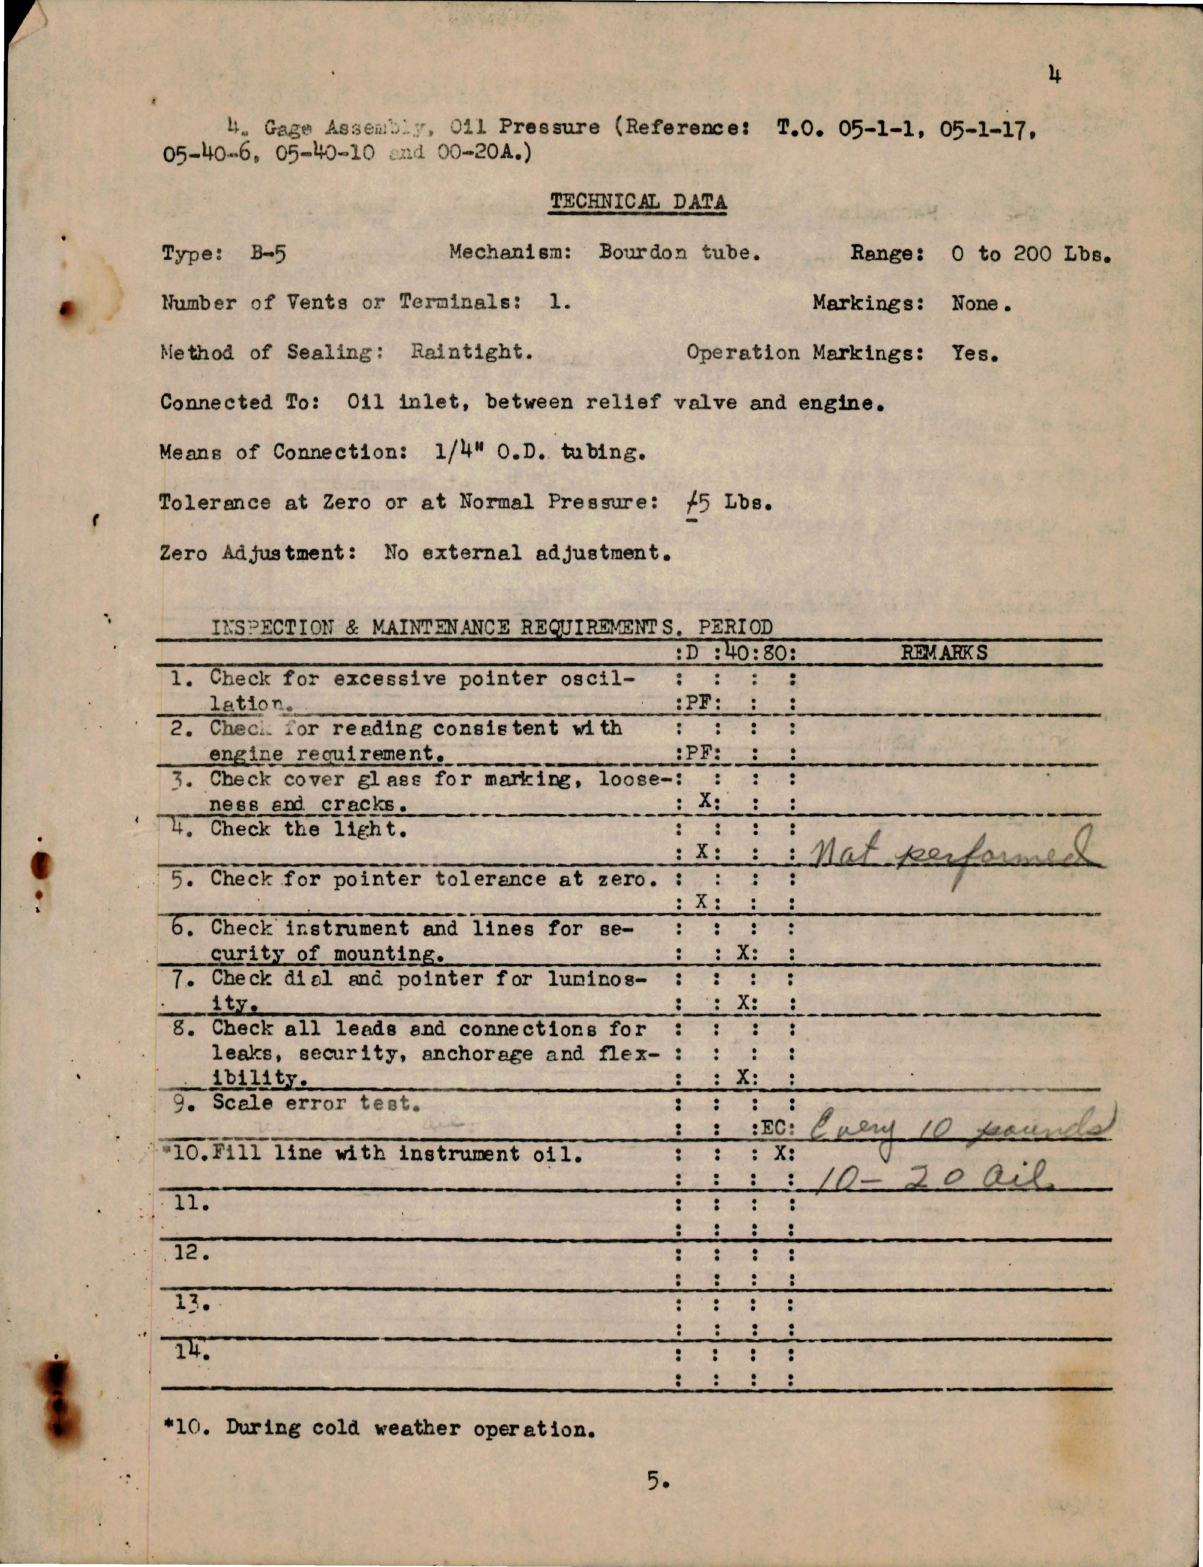 4
4. Gage Assembly, Oil Pressure (Reference: T.O. 05-1-1, 05-1-17,
05-40-6, 05-40-10 and 00-20A.)
TECHNICAL DATA
Type: B-5 Mechanism: Bourdon tube. Range: 0 to 200 Lbs.
Number of Vents or Terminals: 1. Markings: None.
Method of Sealing: Raintight. Operation Markings: Yes.
Connected To: Oil inlet, between relief valve and engine.
Means of Connection: 1/4" O.D. tubing.
Tolerance at Zero or at Normal Pressure: ±5 Lbs.
Zero Adjustment: No external adjustment.
INSPECTION & MAINTENANCE REQUIREMENTS. PERIOD
:D :40:80: REMARKS
1. Check for excessive pointer oscil- : : : :
lation. :PF: : :
2. Check for reading consistent with : : : :
engine requirement. :PF: : :
3. Check cover glass for marking, loose-: : : :
ness and cracks. : X: : :
4. Check the light. : : : :
: X: : : Not performed
5. Check for pointer tolerance at zero. : : : :
: X: : :
6. Check instrument and lines for se- : : : :
curity of mounting. : : X: :
7. Check dial and pointer for luminos- : : : :
ity. : : X: :
8. Check all leads and connections for : : : :
leaks, security, anchorage and flex- : : : :
ibility. : : X: :
9. Scale error test. : : : :
: : :EC: Every 10 pounds
*10.Fill line with instrument oil. : : : X:
: : : : 10-20 Oil
11. : : : :
: : : :
12. : : : :
: : : :
13. : : : :
: : : :
14. : : : :
: : : :
*10. During cold weather operation.
5.